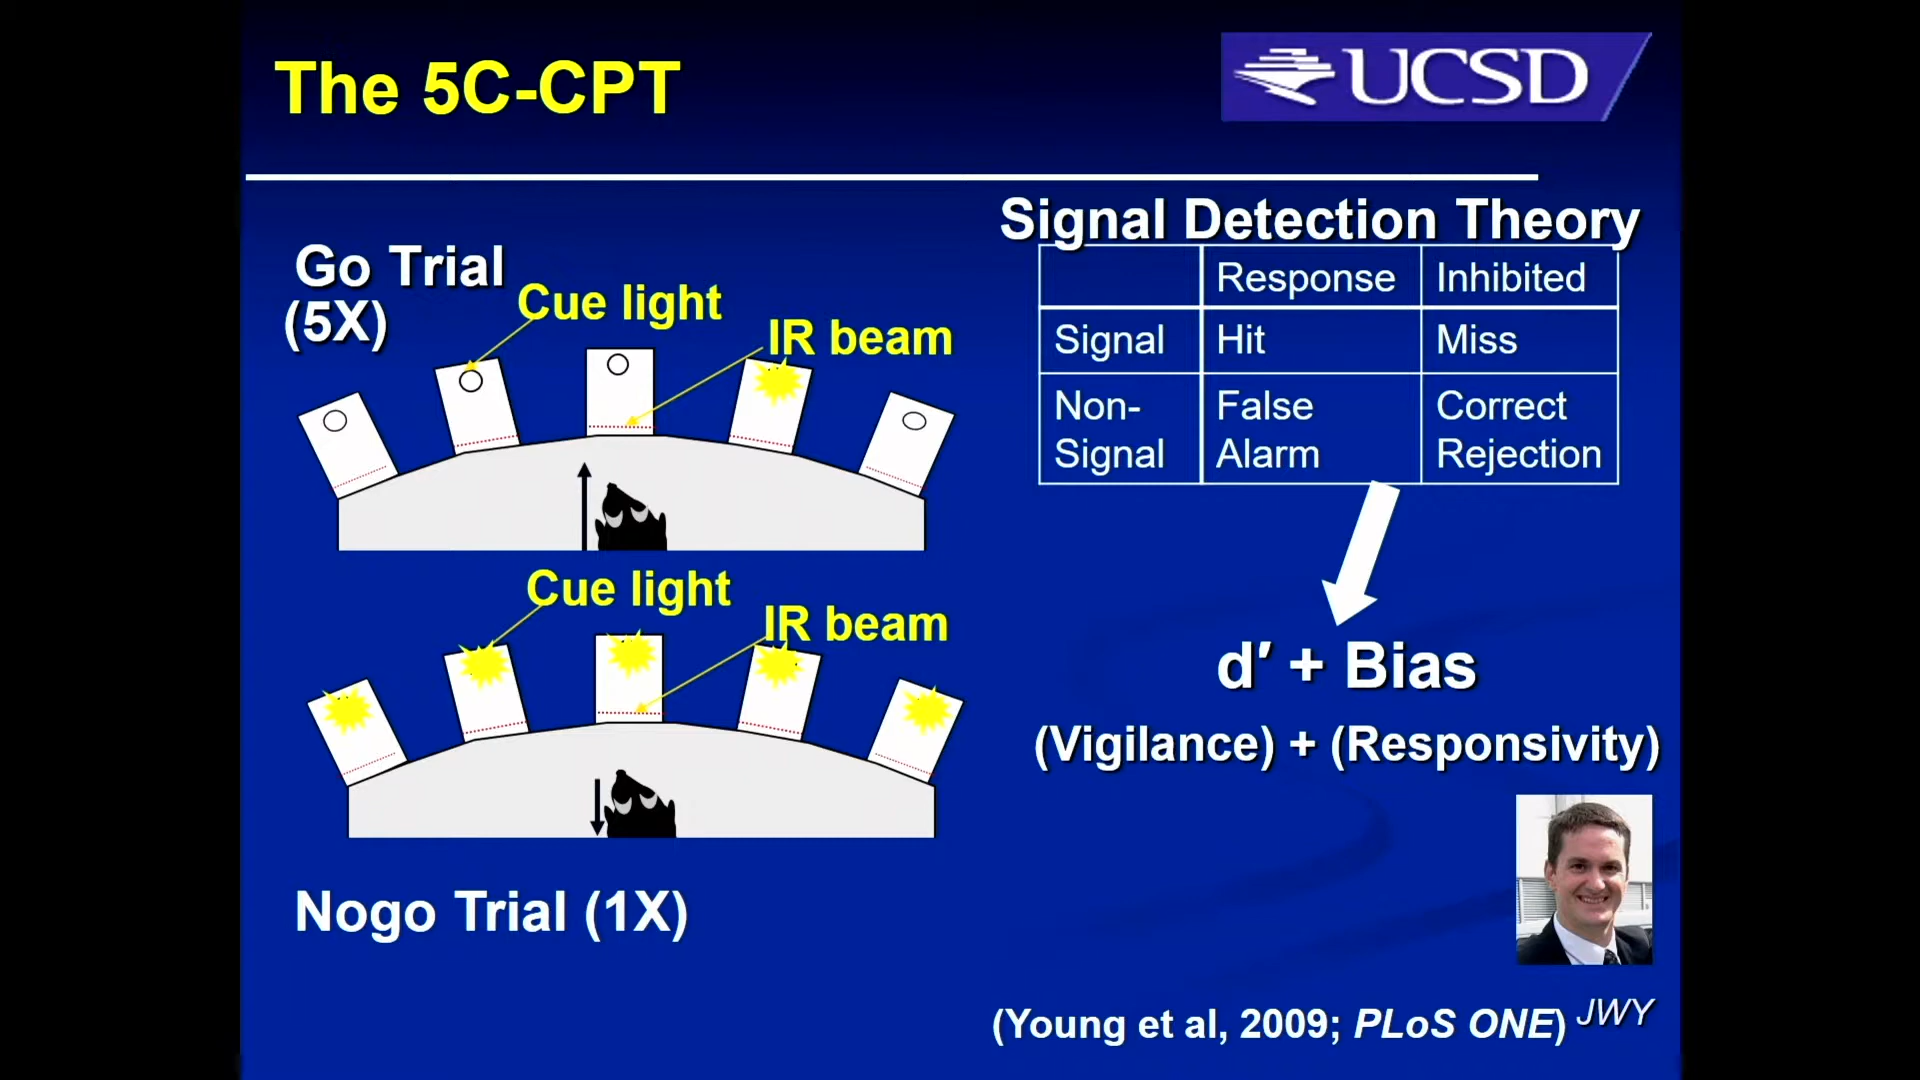 The 5C-CPT
UCSD
Go Trial
(5X)
Cue light
IR beam
Cue light
IR beam
Nogo Trial (1X)
Signal Detection Theory
Response Inhibited
Signal Hit Miss
Non-
Signal False
Alarm Correct
Rejection
d′ + Bias
(Vigilance) + (Responsivity)
(Young et al, 2009; PLoS ONE)
JWY